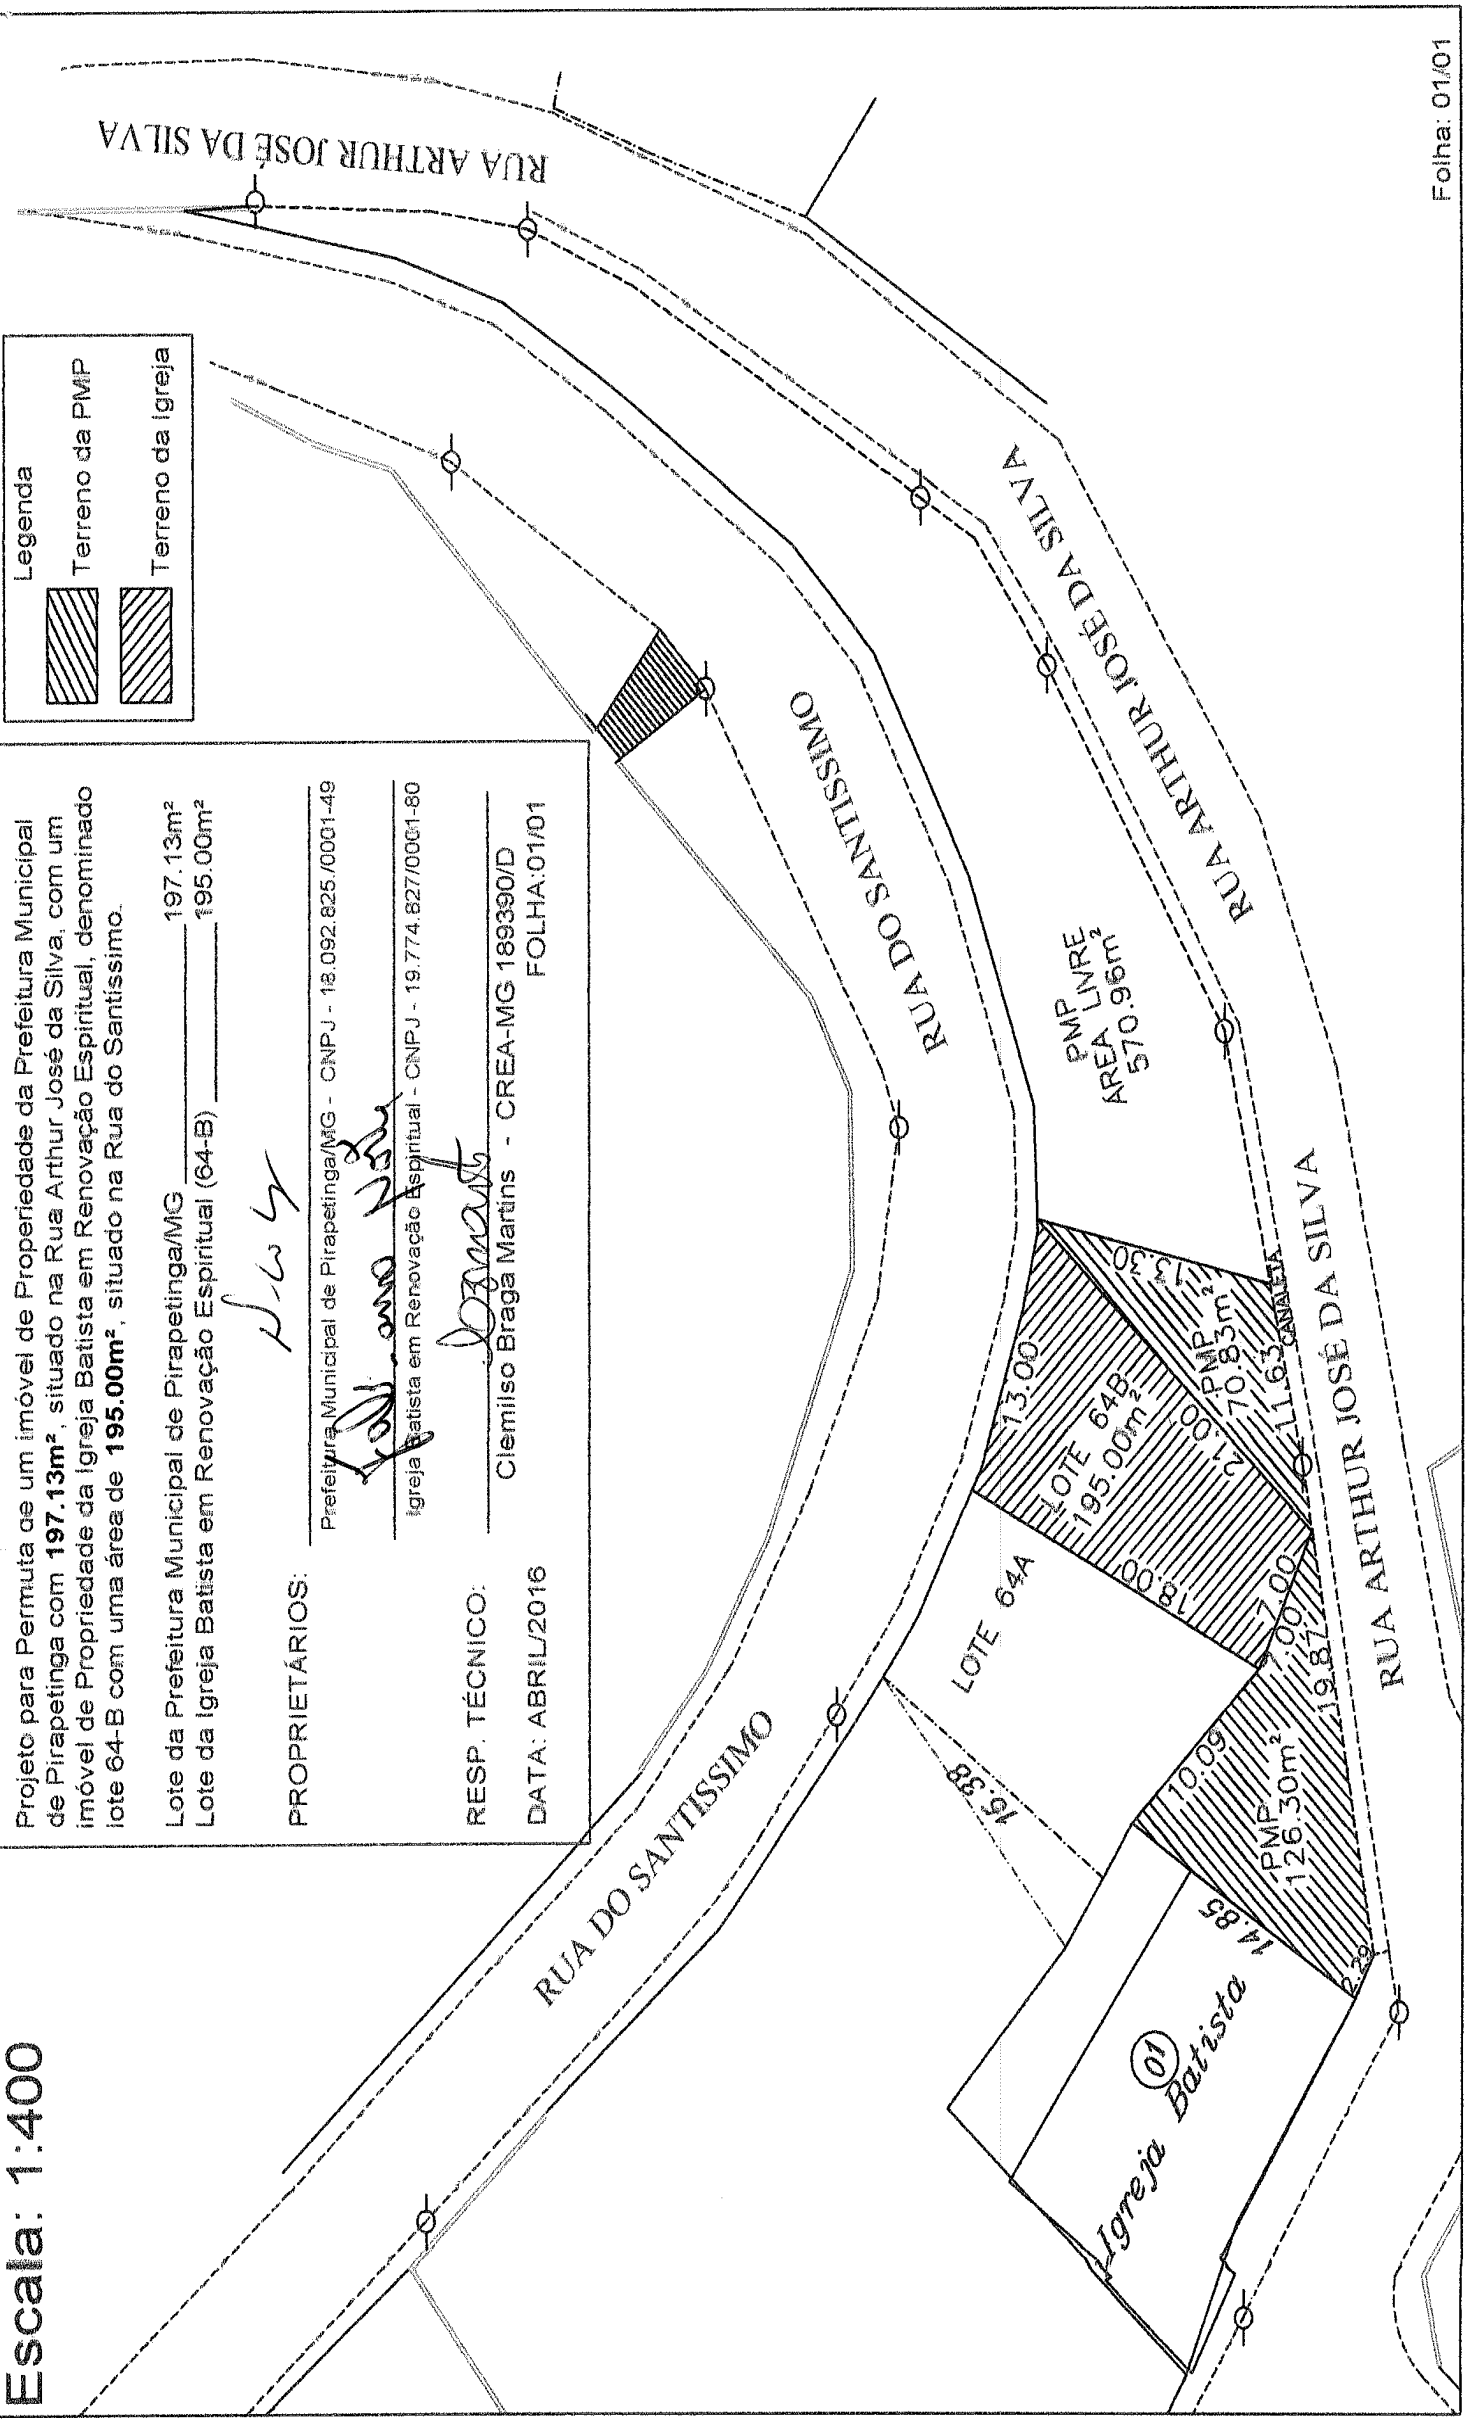 Escala: 1:400
Projeto para Permuta de um imóvel de Properiedade da Prefeitura Municipal
de Pirapetinga com 197.13m², situado na Rua Arthur José da Silva, com um
imóvel de Propriedade da Igreja Batista em Renovação Espiritual, denominado
lote 64-B com uma área de 195.00m², situado na Rua do Santíssimo.
Lote da Prefeitura Municipal de Pirapetinga/MG 197.13m²
Lote da Igreja Batista em Renovação Espiritual (64-B) 195.00m²
PROPRIETÁRIOS:
Prefeitura Municipal de Pirapetinga/MG - CNPJ - 18.092.825./0001-49
Igreja Batista em Renovação Espiritual - CNPJ - 19.774.827/0001-80
RESP. TÉCNICO:
Clemilso Braga Martins - CREA-MG 189390/D
DATA: ABRIL/2016
FOLHA:01/01
Legenda
Terreno da PMP
Terreno da Igreja
RUA ARTHUR JOSÉ DA SILVA
RUA DO SANTISSIMO
RUA DO SANTISSIMO
RUA ARTHUR JOSÉ DA SILVA
PMP
AREA LIVRE
570.96m²
LOTE 64A
15.38
13.00
LOTE 64B
195.00m²
18.00
21.00
7.00
13.30
PMP
70.83m²
11.63
CANALETA
7.00
10.09
19.87
PMP
126.30m²
14.85
2.29
01
Igreja Batista
RUA ARTHUR JOSÉ DA SILVA
Folha: 01/01